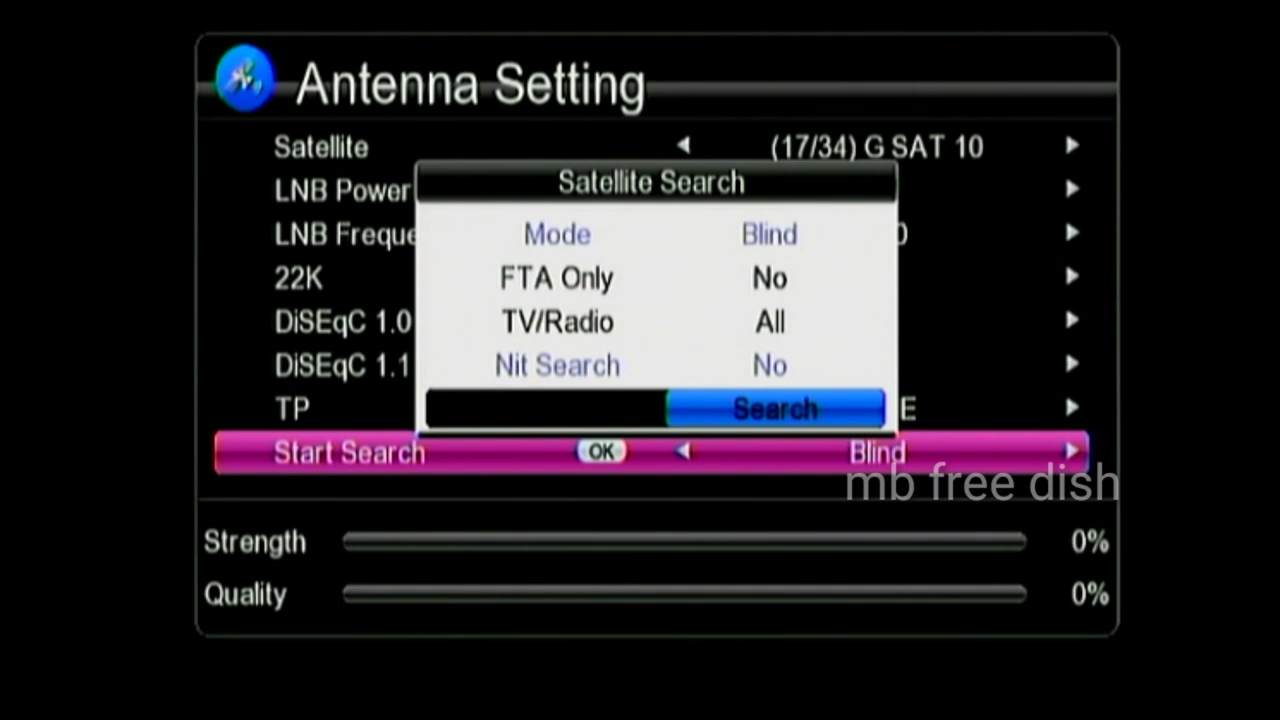 Antenna Setting
Satellite (17/34) G SAT 10
Satellite Search
LNB Power
Mode Blind
LNB Freque 0
FTA Only No
22K
TV/Radio All
DiSEqC 1.0
Nit Search No
DiSEqC 1.1
Search
TP E
Start Search OK Blind
mb free dish
Strength 0%
Quality 0%